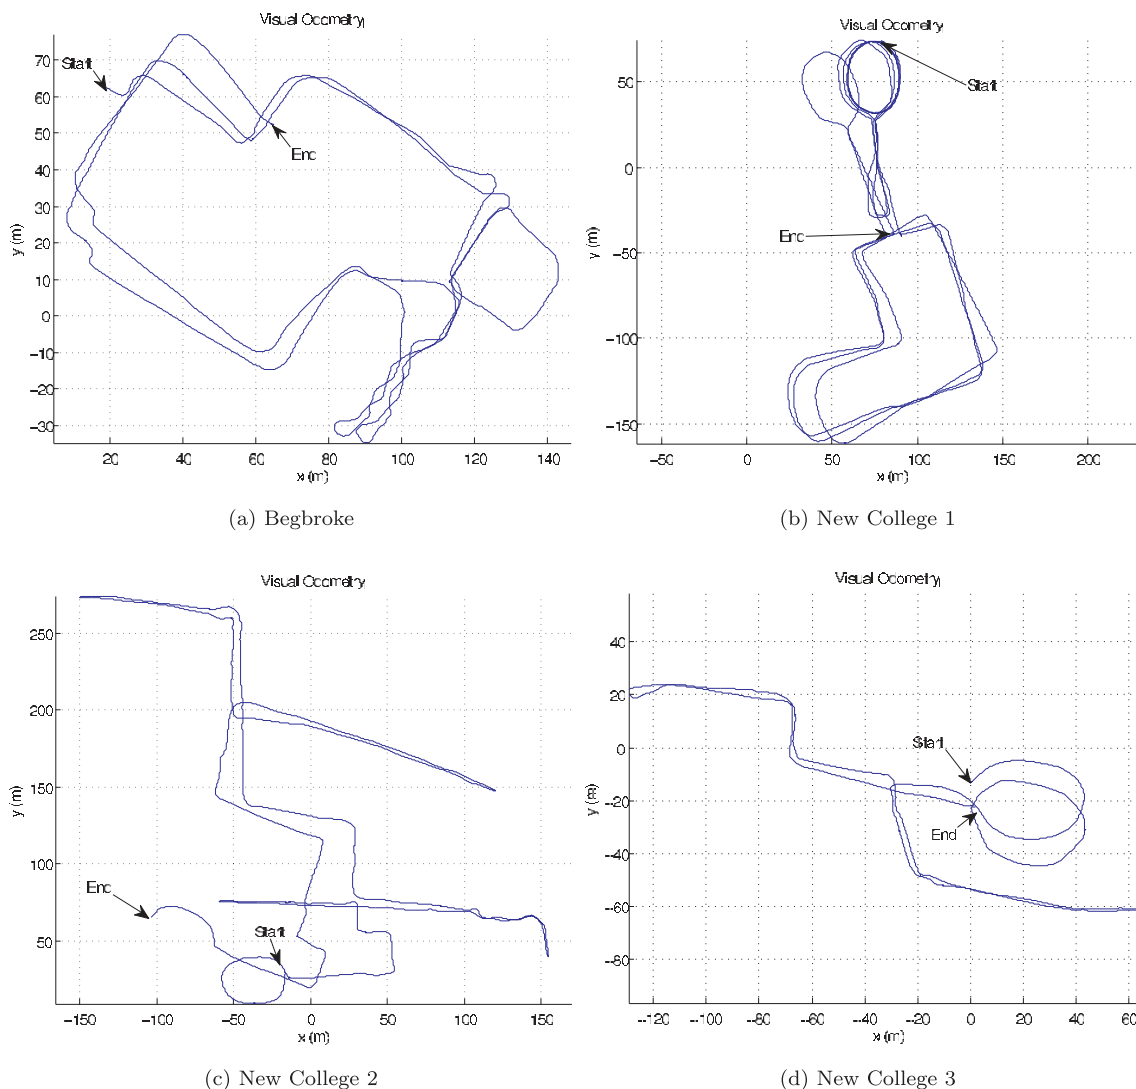 Visual Odometry
70
60
50
40
30
20
10
0
−10
−20
−30
y (m)
Start
End
20
40
60
80
100
120
140
x (m)
(a) Begbroke
Visual Odometry
50
0
−50
−100
−150
y (m)
Start
End
−50
0
50
100
150
200
x (m)
(b) New College 1
Visual Odometry
250
200
150
100
50
y (m)
End
Start
−150
−100
−50
0
50
100
150
x (m)
(c) New College 2
Visual Odometry
40
20
0
−20
−40
−60
−80
y (m)
Start
End
−120
−100
−80
−60
−40
−20
0
20
40
60
x (m)
(d) New College 3